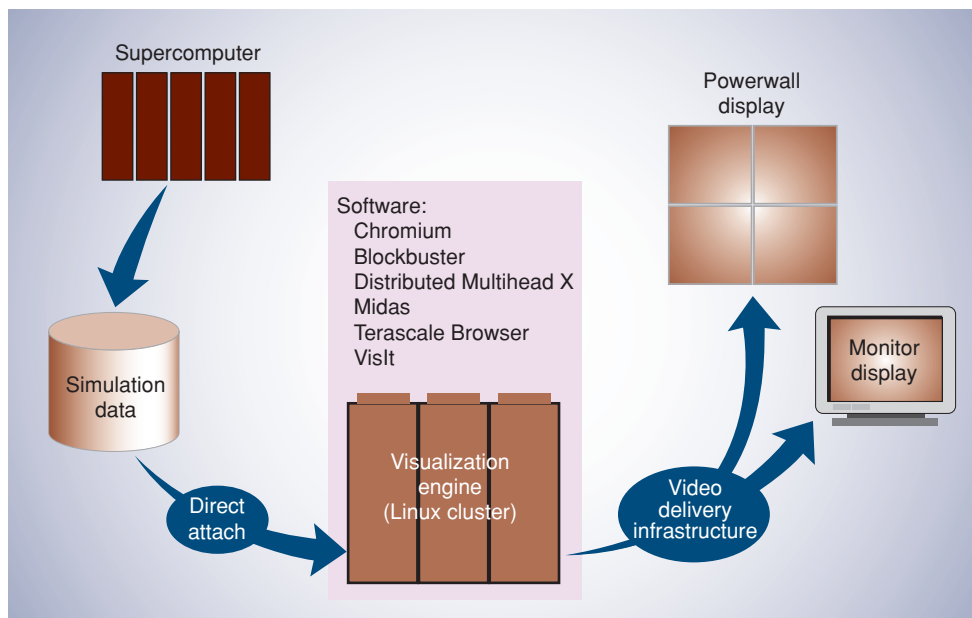 Supercomputer
Simulation
data
Direct
attach
Software:
Chromium
Blockbuster
Distributed Multihead X
Midas
Terascale Browser
VisIt
Visualization
engine
(Linux cluster)
Video
delivery
infrastructure
Powerwall
display
Monitor
display